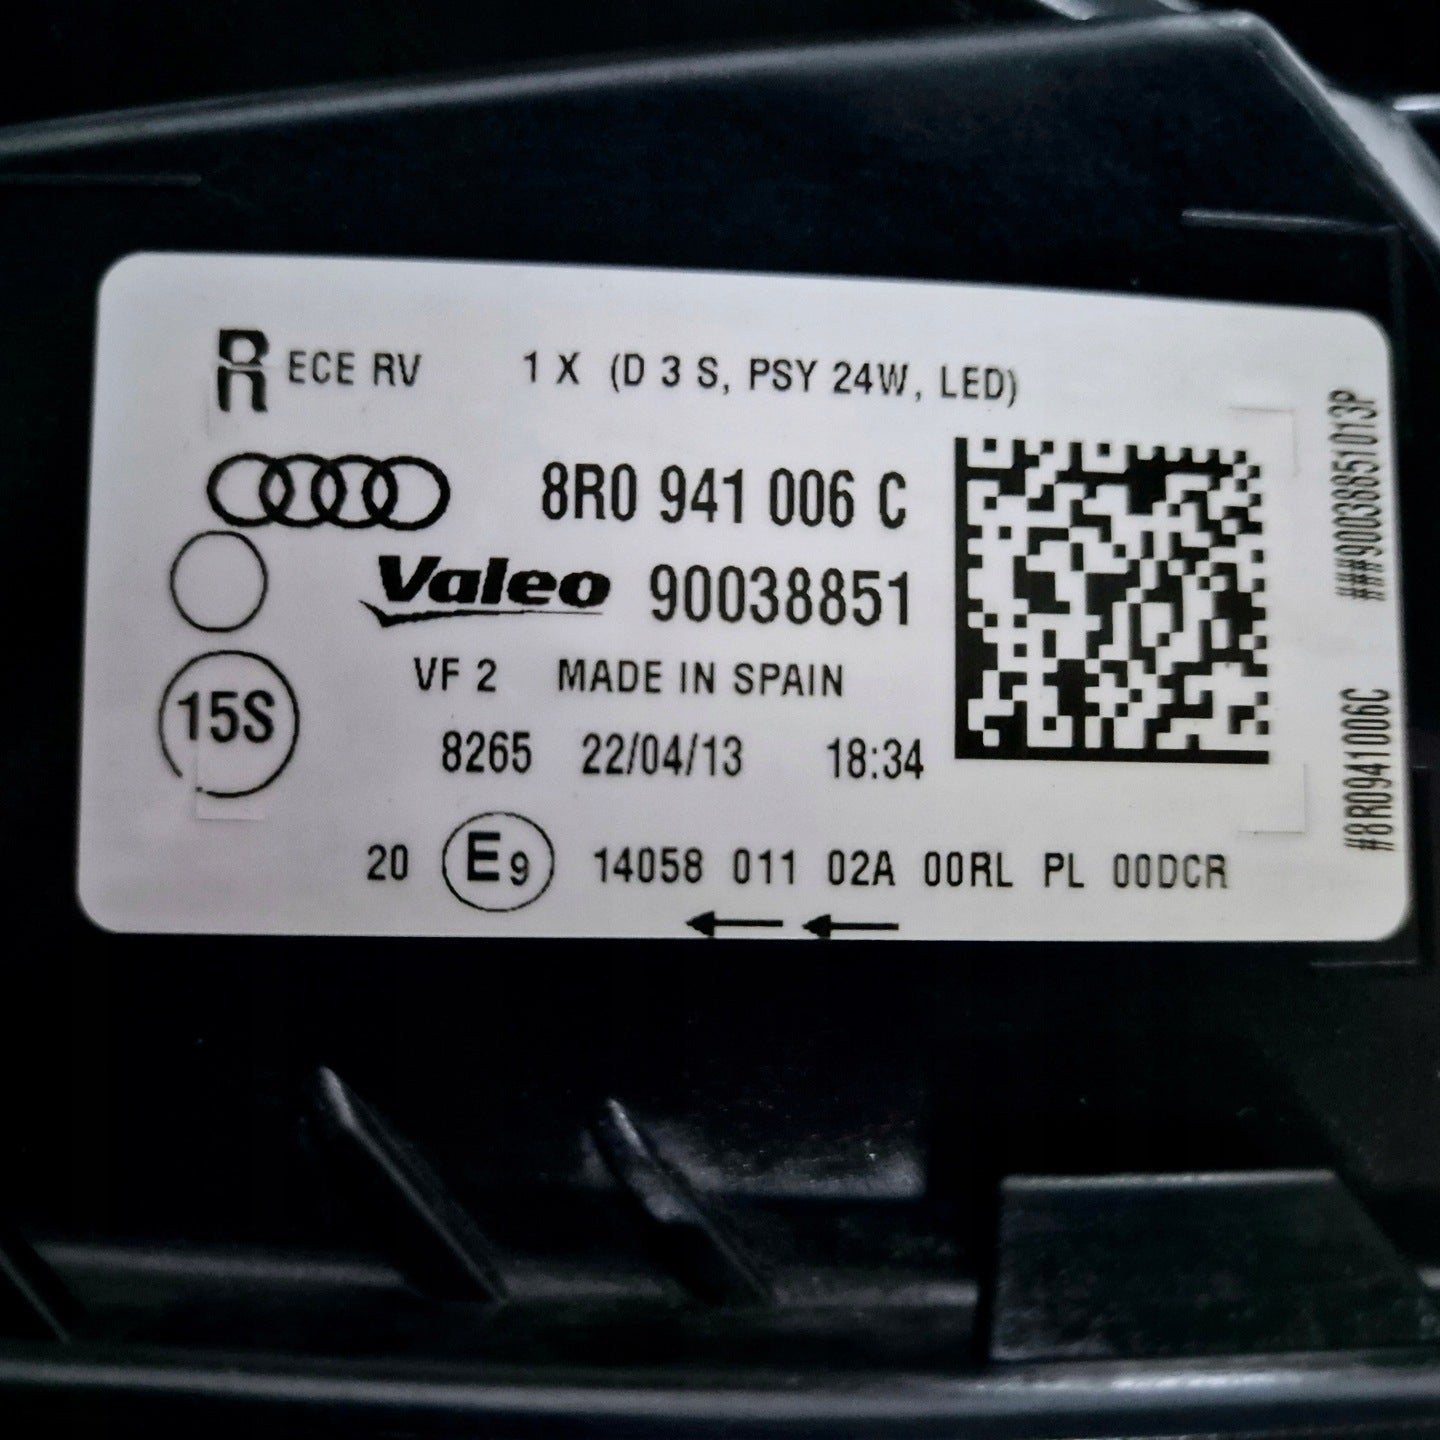 R ECE RV 1 X (D 3 S, PSY 24W, LED)
8R0 941 006 C
Valeo 90038851
VF 2 MADE IN SPAIN
15S
8265 22/04/13 18:34
20 E9 14058 011 02A 00RL PL 00DCR
###90038851013P
#8R0941006C